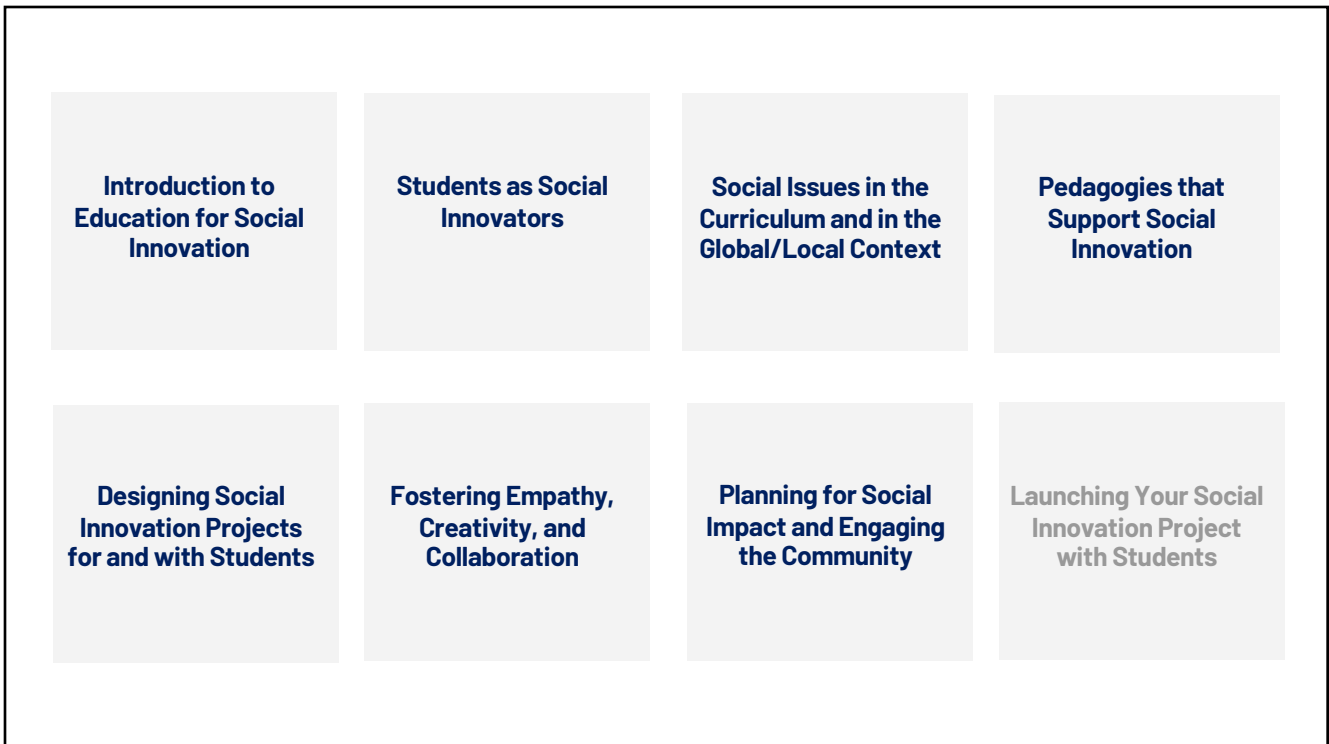 Introduction to
Education for Social
Innovation
Students as Social
Innovators
Social Issues in the
Curriculum and in the
Global/Local Context
Pedagogies that
Support Social
Innovation
Designing Social
Innovation Projects
for and with Students
Fostering Empathy,
Creativity, and
Collaboration
Planning for Social
Impact and Engaging
the Community
Launching Your Social
Innovation Project
with Students